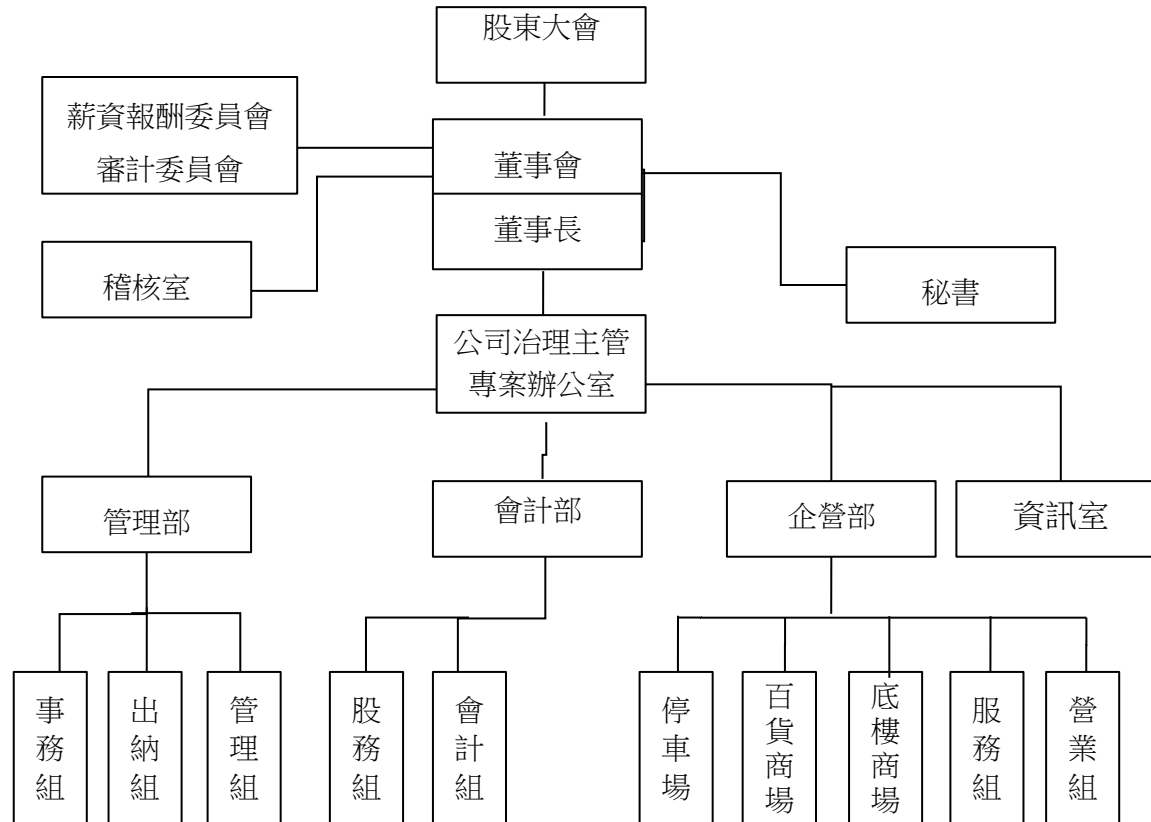 股東大會
薪資報酬委員會
審計委員會
董事會
董事長
稽核室
秘書
公司治理主管
專案辦公室
管理部
會計部
企營部
資訊室
事務組
出納組
管理組
股務組
會計組
停車場
百貨商場
底樓商場
服務組
營業組